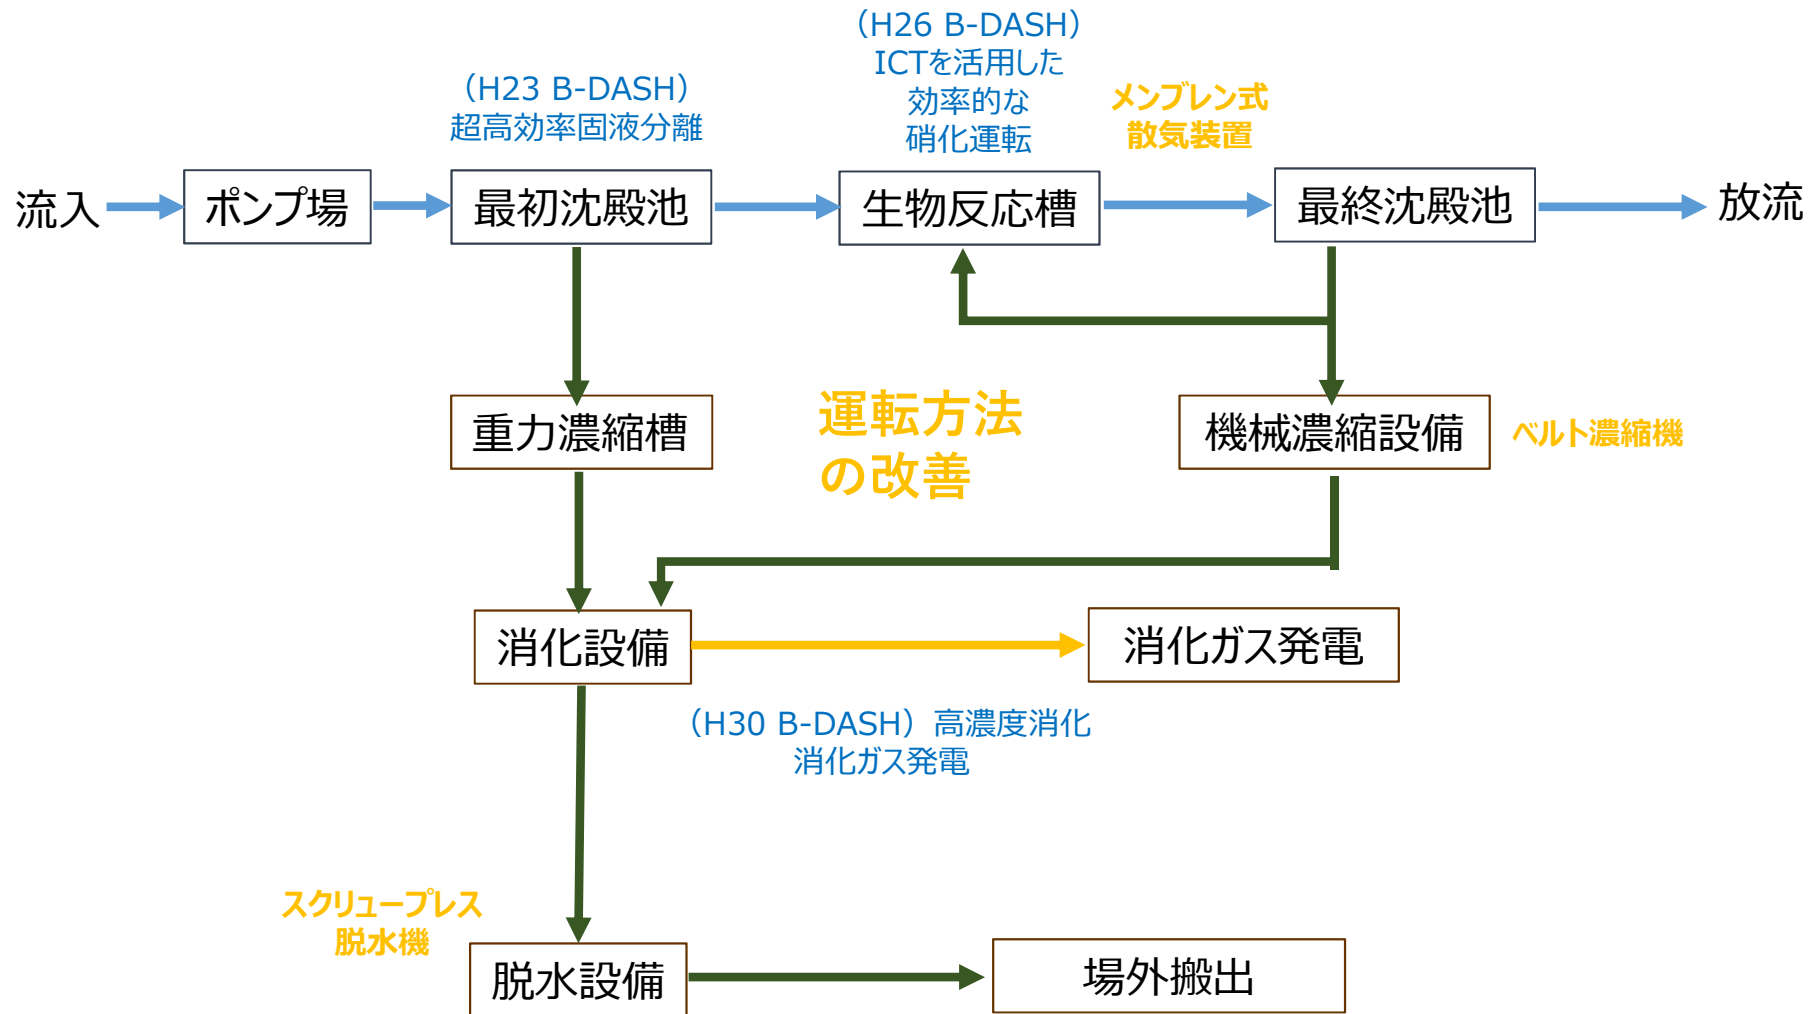 （H26 B-DASH）
ICTを活用した
効率的な
硝化運転
（H23 B-DASH）
超高効率固液分離
メンブレン式
散気装置
流入
ポンプ場
最初沈殿池
生物反応槽
最終沈殿池
放流
重力濃縮槽
運転方法
の改善
機械濃縮設備
ベルト濃縮機
消化設備
消化ガス発電
（H30 B-DASH）高濃度消化
消化ガス発電
スクリュープレス
脱水機
脱水設備
場外搬出